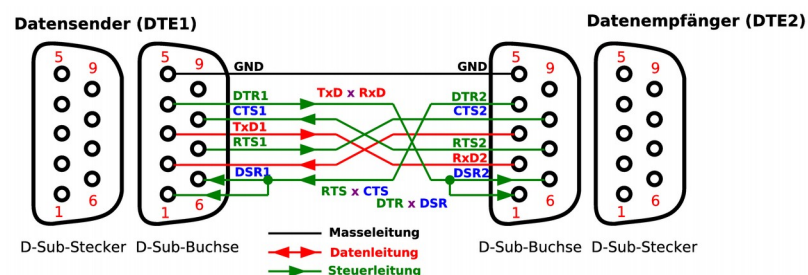 Datensender (DTE1)
Datenempfänger (DTE2)
5
9
5
9
GND
GND
5
9
5
9
DTR1
TxD x RxD
DTR2
CTS1
CTS2
TxD1
RTS1
RTS2
RxD2
DSR1
DSR2
1
6
1
6
RTS x CTS
DTR x DSR
1
6
1
6
D-Sub-Stecker
D-Sub-Buchse
D-Sub-Buchse
D-Sub-Stecker
Masseleitung
Datenleitung
Steuerleitung